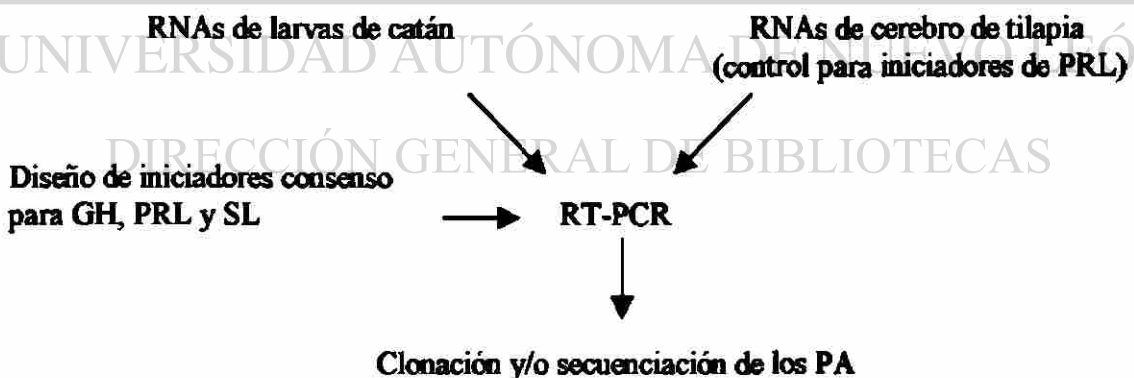 RNAs de larvas de catán
RNAs de cerebro de tilapia
(control para iniciadores de PRL)
UNIVERSIDAD AUTÓNOMA DE NUEVO LEÓ
DIRECCIÓN GENERAL DE BIBLIOTECAS
Diseño de iniciadores consenso
para GH, PRL y SL
RT-PCR
Clonación y/o secuenciación de los PA